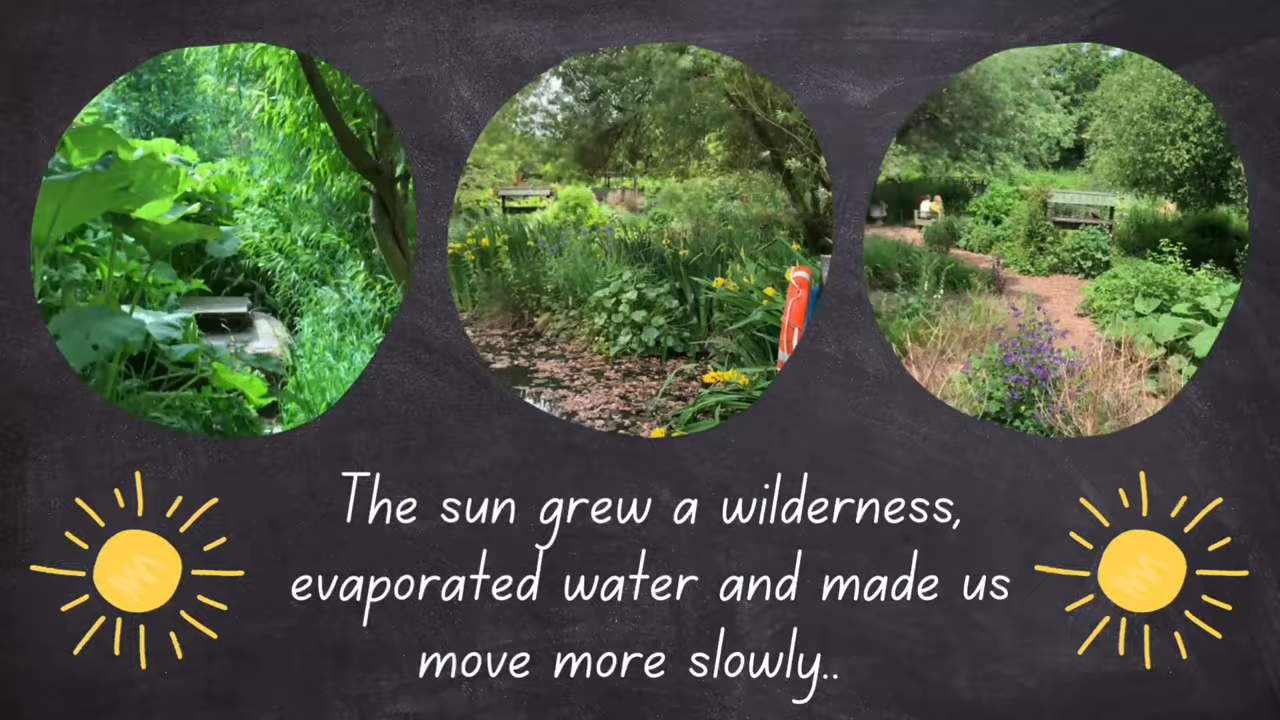 The sun grew a wilderness,
evaporated water and made us
move more slowly..